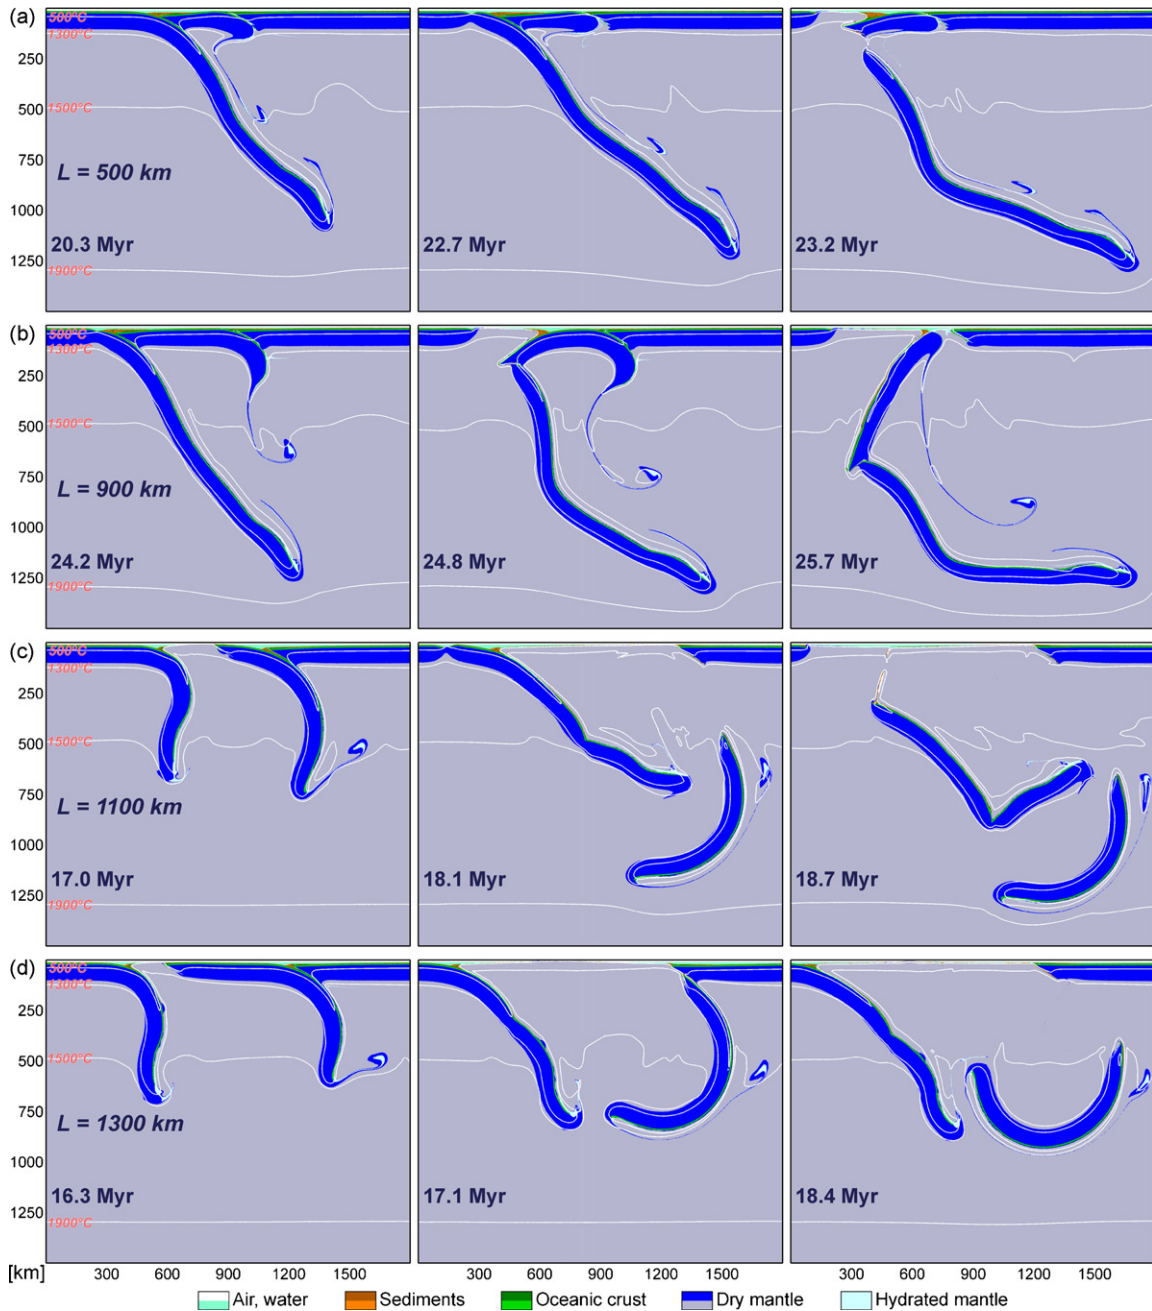 (a)
500°C
1300°C
250
500
1500°C
750
L = 500 km
1000
20.3 Myr
22.7 Myr
23.2 Myr
1250
1900°C
(b)
500°C
1300°C
250
500
1500°C
750
L = 900 km
1000
24.2 Myr
24.8 Myr
25.7 Myr
1250
1900°C
(c)
500°C
1300°C
250
500
1500°C
750
L = 1100 km
1000
17.0 Myr
18.1 Myr
18.7 Myr
1250
1900°C
(d)
500°C
1300°C
250
500
1500°C
750
L = 1300 km
1000
16.3 Myr
17.1 Myr
18.4 Myr
1250
1900°C
[km] 300 600 900 1200 1500 300 600 900 1200 1500 300 600 900 1200 1500
Air, water Sediments Oceanic crust Dry mantle Hydrated mantle